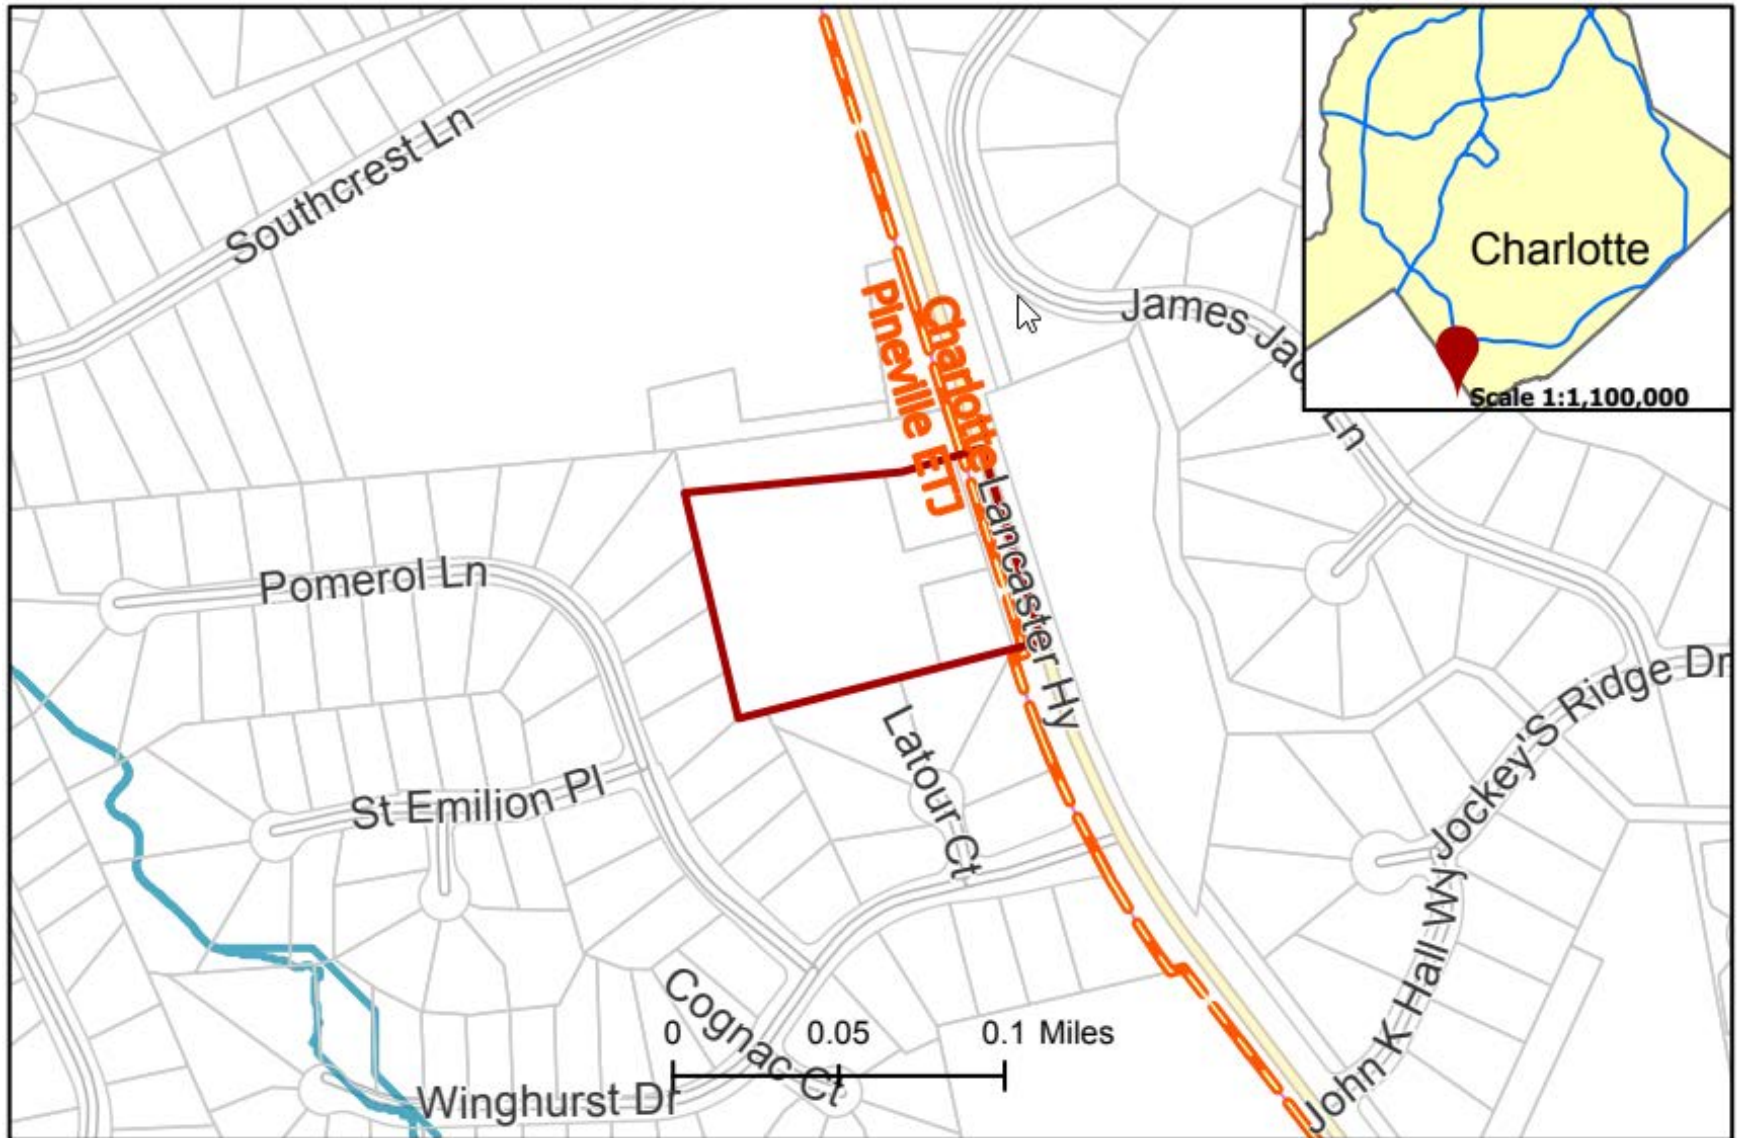 Southcrest Ln
Charlotte
Pineville ETJ
James Jac
Ln
Charlotte
Scale 1:1,100,000
Lancaster Hy
Pomerol Ln
St Emilion Pl
Latour Ct
Jockey'S Ridge Dr
John K Hall Wy
Cognac Ct
Winghurst Dr
0 0.05 0.1 Miles